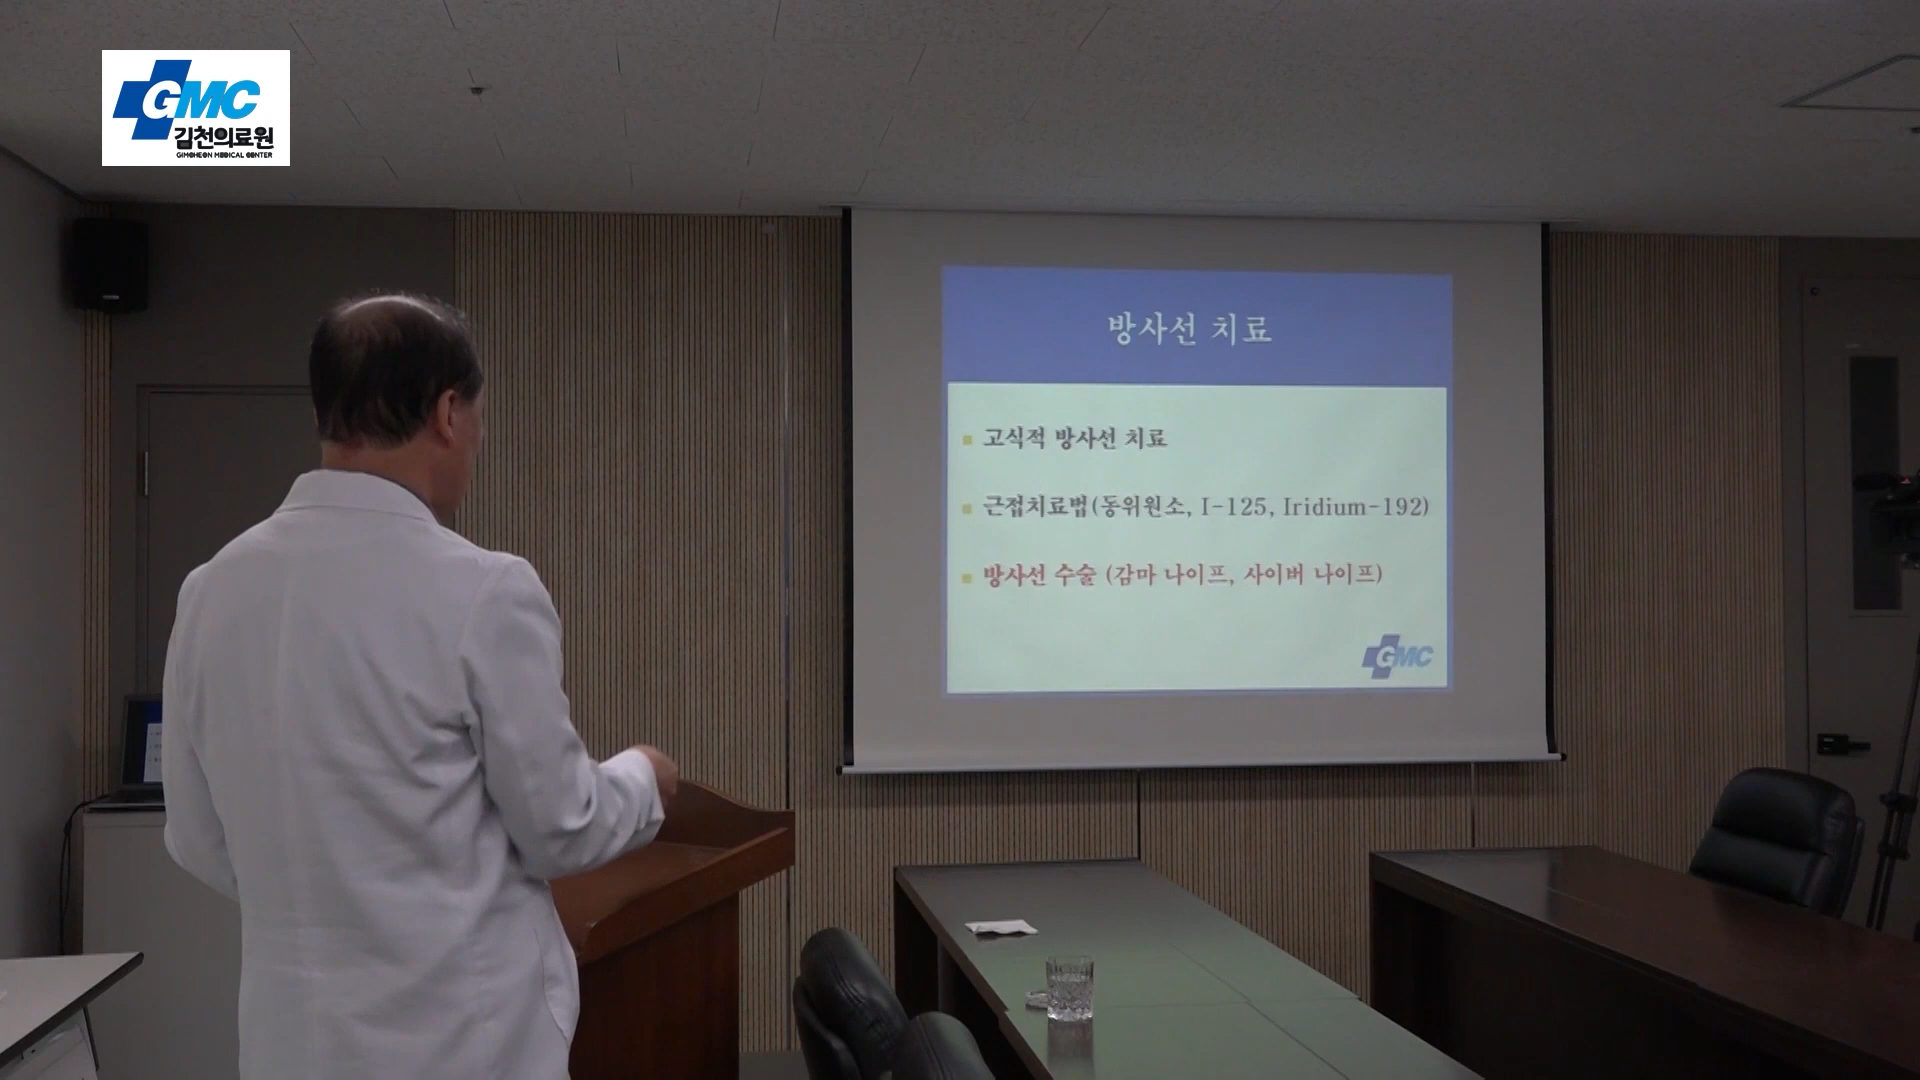 GMC
김천의료원
GIMCHEON MEDICAL CENTER
방사선 치료
고식적 방사선 치료
근접치료법(동위원소, I-125, Iridium-192)
방사선 수술 (감마 나이프, 사이버 나이프)
GMC